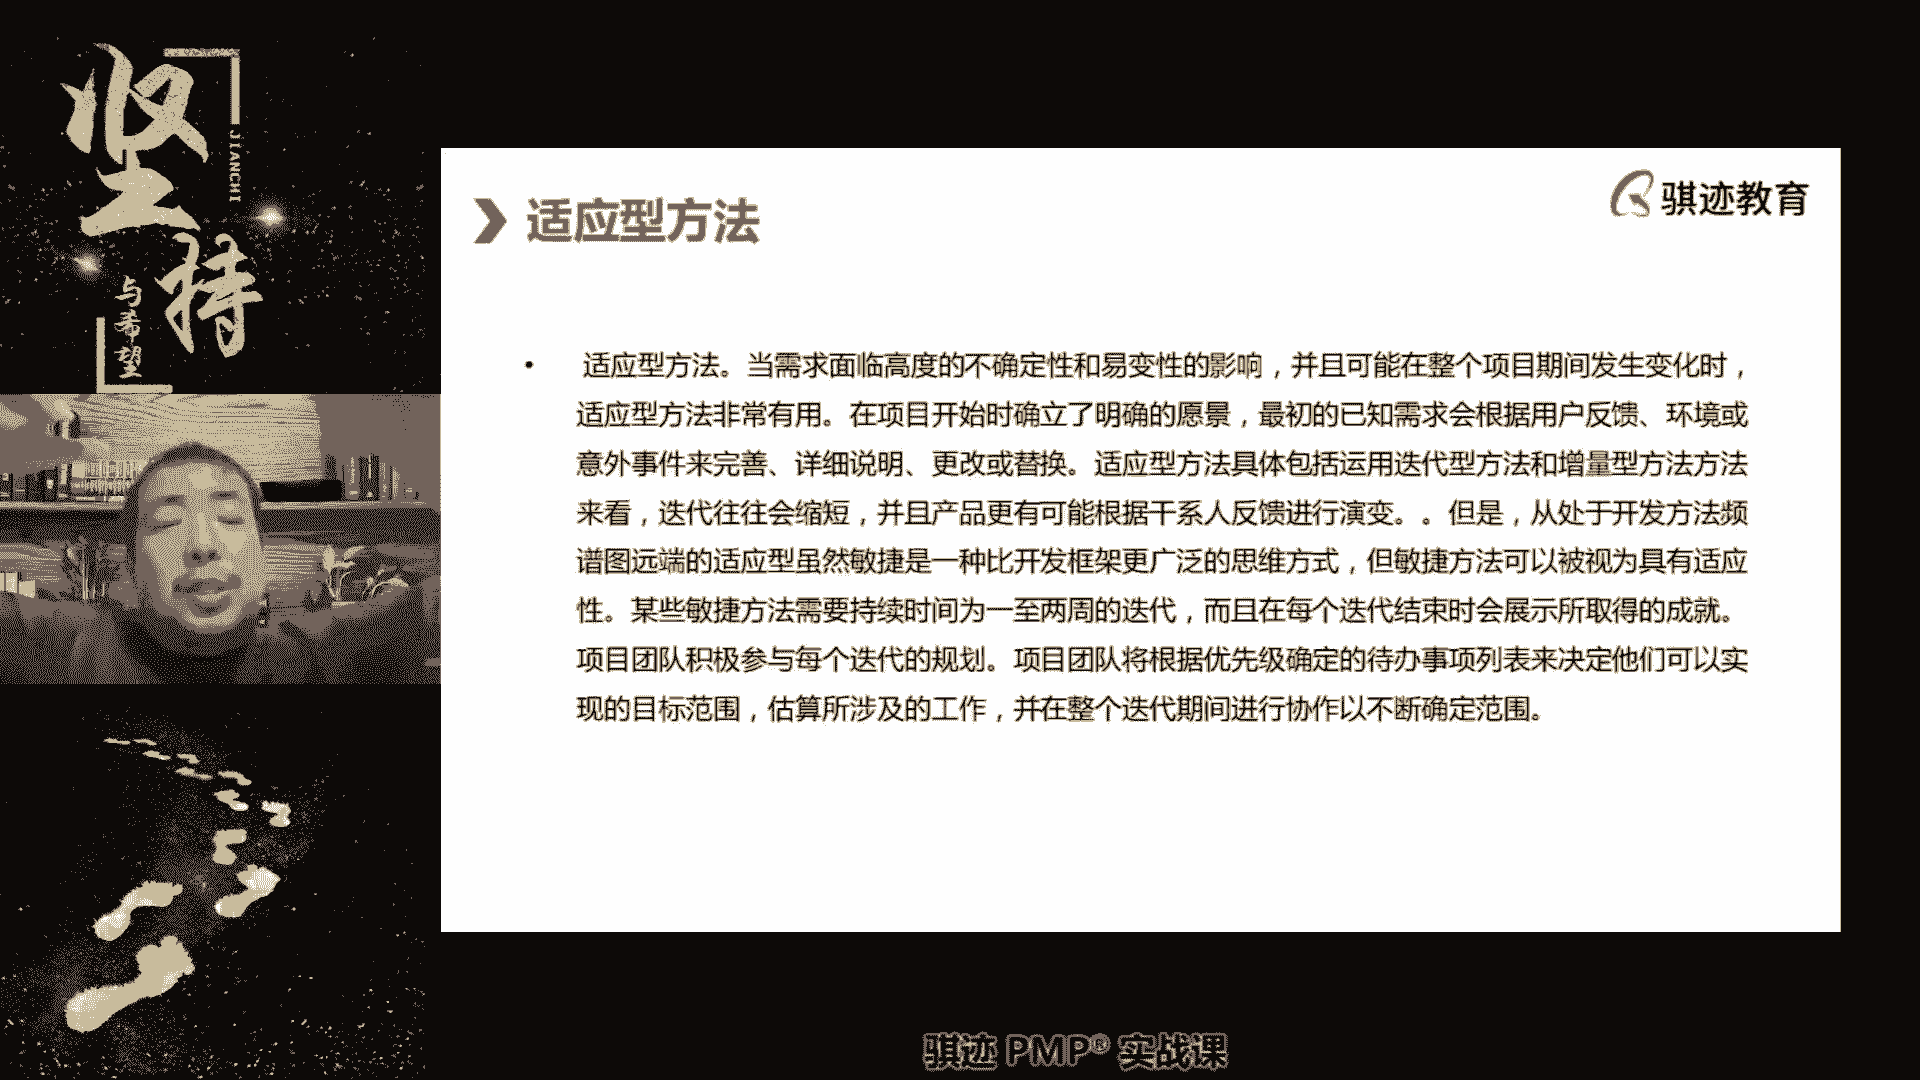 坚持
JIANCHI
与希望
适应型方法
骐迹教育
• 适应型方法。当需求面临高度的不确定性和易变性的影响，并且可能在整个项目期间发生变化时，
适应型方法非常有用。在项目开始时确立了明确的愿景，最初的已知需求会根据用户反馈、环境或
意外事件来完善、详细说明、更改或替换。适应型方法具体包括运用迭代型方法和增量型方法方法
来看，迭代往往会缩短，并且产品更有可能根据干系人反馈进行演变。。但是，从处于开发方法频
谱图远端的适应型虽然敏捷是一种比开发框架更广泛的思维方式，但敏捷方法可以被视为具有适应
性。某些敏捷方法需要持续时间为一至两周的迭代，而且在每个迭代结束时会展示所取得的成就。
项目团队积极参与每个迭代的规划。项目团队将根据优先级确定的待办事项列表来决定他们可以实
现的目标范围，估算所涉及的工作，并在整个迭代期间进行协作以不断确定范围。
骐迹 PMP® 实战课